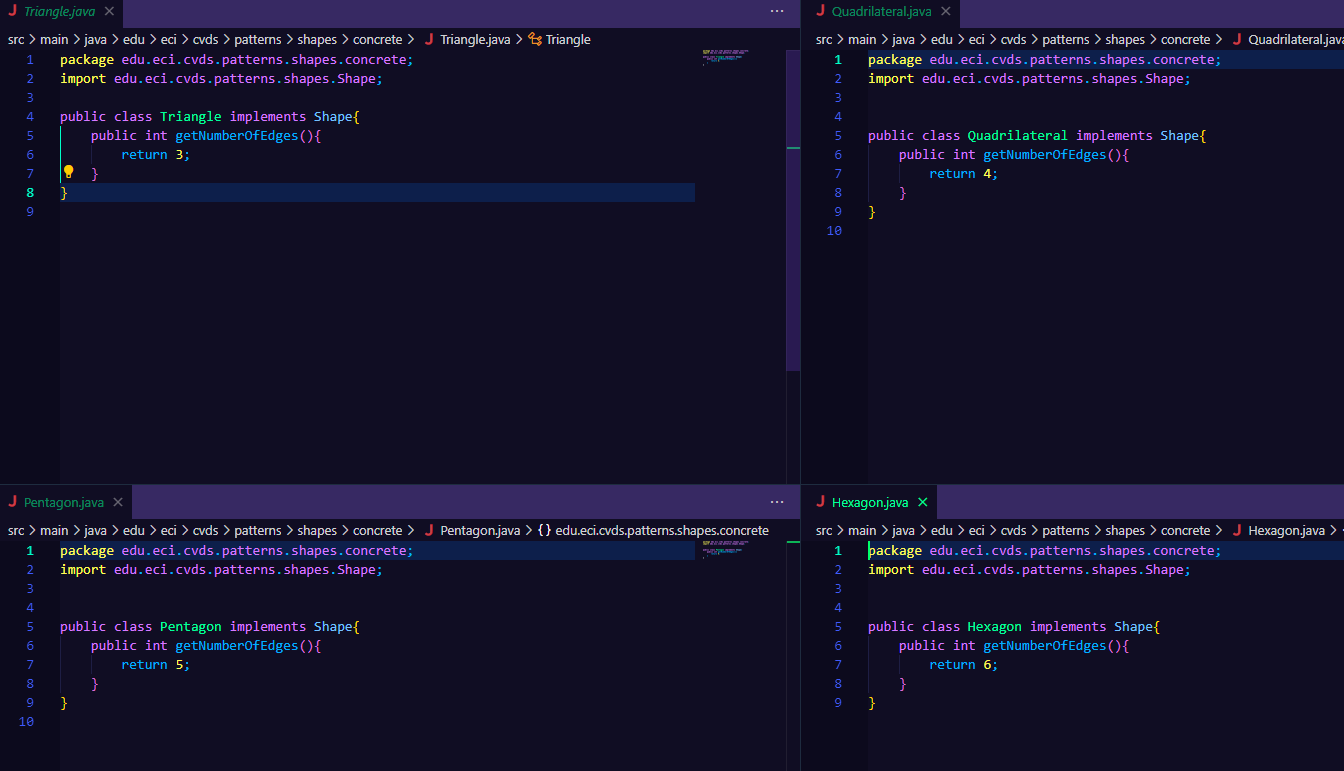 Triangle.java
src > main > java > edu > eci > cvds > patterns > shapes > concrete > Triangle.java > Triangle
1 package edu.eci.cvds.patterns.shapes.concrete;
2 import edu.eci.cvds.patterns.shapes.Shape;
3
4 public class Triangle implements Shape{
5 public int getNumberOfEdges(){
6 return 3;
7 }
8 }
9
Quadrilateral.java
src > main > java > edu > eci > cvds > patterns > shapes > concrete > Quadrilateral.java
1 package edu.eci.cvds.patterns.shapes.concrete;
2 import edu.eci.cvds.patterns.shapes.Shape;
3
4
5 public class Quadrilateral implements Shape{
6 public int getNumberOfEdges(){
7 return 4;
8 }
9 }
10
Pentagon.java
src > main > java > edu > eci > cvds > patterns > shapes > concrete > Pentagon.java > {} edu.eci.cvds.patterns.shapes.concrete
1 package edu.eci.cvds.patterns.shapes.concrete;
2 import edu.eci.cvds.patterns.shapes.Shape;
3
4
5 public class Pentagon implements Shape{
6 public int getNumberOfEdges(){
7 return 5;
8 }
9 }
10
Hexagon.java
src > main > java > edu > eci > cvds > patterns > shapes > concrete > Hexagon.java >
1 package edu.eci.cvds.patterns.shapes.concrete;
2 import edu.eci.cvds.patterns.shapes.Shape;
3
4
5 public class Hexagon implements Shape{
6 public int getNumberOfEdges(){
7 return 6;
8 }
9 }